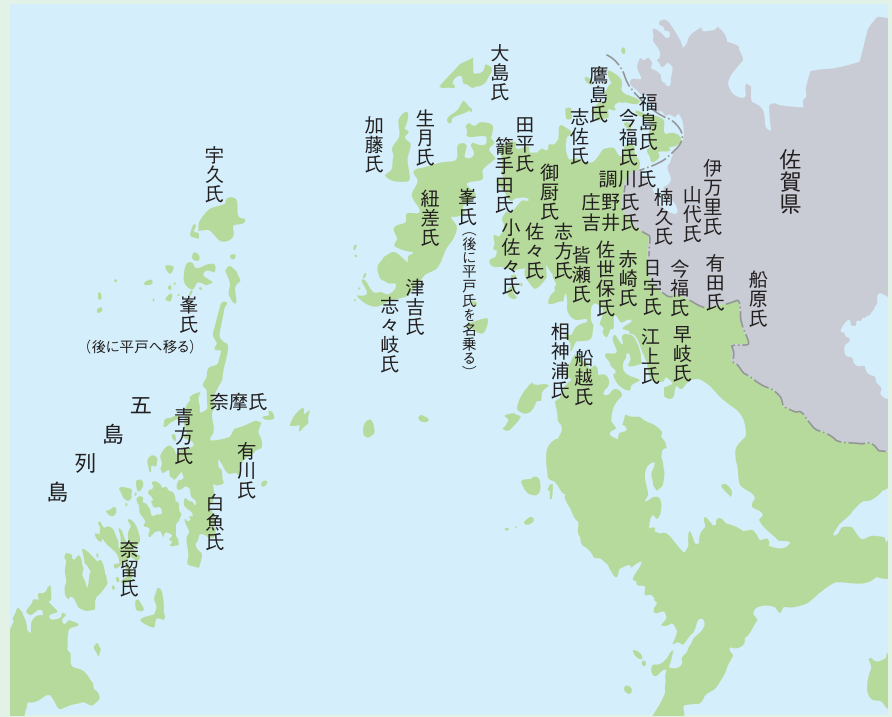 大島氏
鷹島氏
福島氏
今福氏
志佐氏
田平氏
籠手田氏
生月氏
加藤氏
宇久氏
佐賀県
伊万里氏
山代氏
楠久氏
調川氏
御厨氏
野氏
井氏
庄吉
峯氏
(後に平戸氏を名乗る)
紐差氏
小佐々氏
佐々氏
志方氏
皆瀬氏
佐世保氏
赤崎氏
日宇氏
今福氏
有田氏
船原氏
津吉氏
志々岐氏
峯氏
(後に平戸へ移る)
相神浦氏
船越氏
江上氏
早岐氏
奈摩氏
青方氏
有川氏
白魚氏
奈留氏
五島列島